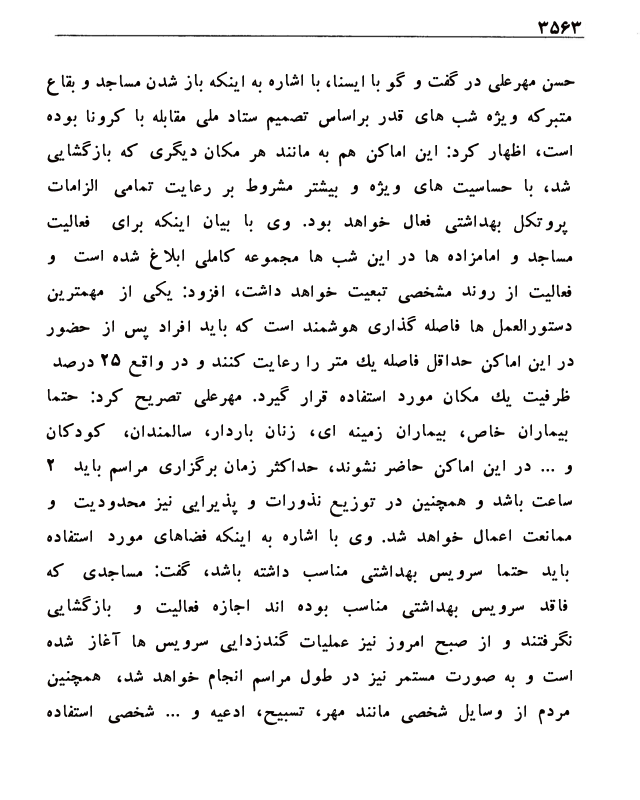 ۳۵۶۳
حسن مهرعلی در گفت و گو با ایسنا، با اشاره به اینکه باز شدن مساجد و بقاع
متبرکه ویژه شب های قدر براساس تصمیم ستاد ملی مقابله با کرونا بوده
است، اظهار کرد: این اماکن هم به مانند هر مکان دیگری که بازگشایی
شد، با حساسیت های ویژه و بیشتر مشروط بر رعایت تمامی الزامات
پروتکل بهداشتی فعال خواهد بود. وی با بیان اینکه برای فعالیت
مساجد و امامزاده ها در این شب ها مجموعه کاملی ابلاغ شده است و
فعالیت از روند مشخصی تبعیت خواهد داشت، افزود: یکی از مهمترین
دستورالعمل ها فاصله گذاری هوشمند است که باید افراد پس از حضور
در این اماکن حداقل فاصله یك متر را رعایت کنند و در واقع ۲۵ درصد
ظرفیت یك مکان مورد استفاده قرار گیرد. مهرعلی تصریح کرد: حتما
بیماران خاص، بیماران زمینه ای، زنان باردار، سالمندان، کودکان
و ... در این اماکن حاضر نشوند، حداکثر زمان برگزاری مراسم باید ۲
ساعت باشد و همچنین در توزیع نذورات و پذیرایی نیز محدودیت و
ممانعت اعمال خواهد شد. وی با اشاره به اینکه فضاهای مورد استفاده
باید حتما سرویس بهداشتی مناسب داشته باشد، گفت: مساجدی که
فاقد سرویس بهداشتی مناسب بوده اند اجازه فعالیت و بازگشایی
نگرفتند و از صبح امروز نیز عملیات گندزدایی سرویس ها آغاز شده
است و به صورت مستمر نیز در طول مراسم انجام خواهد شد، همچنین
مردم از وسایل شخصی مانند مهر، تسبیح، ادعیه و ... شخصی استفاده